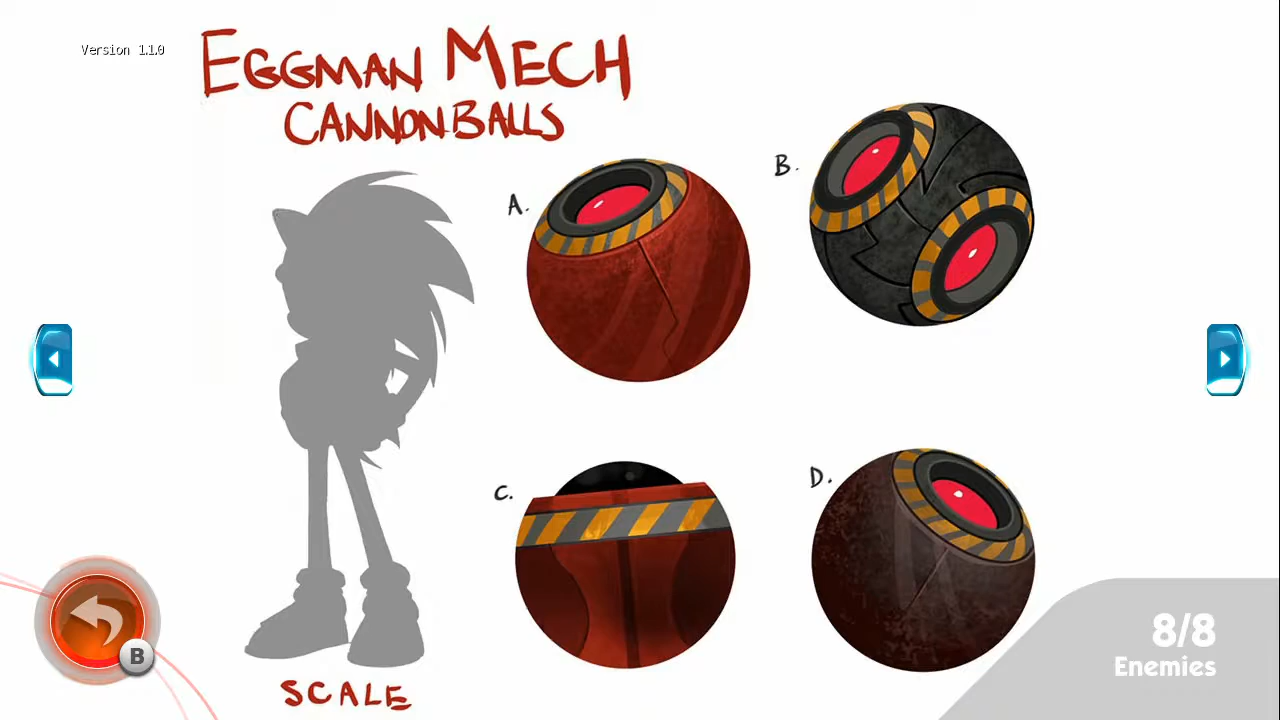 Version 1.1.0
EGGMAN MECH
CANNONBALLS
A.
B.
C.
D.
SCALE
B
8/8
Enemies